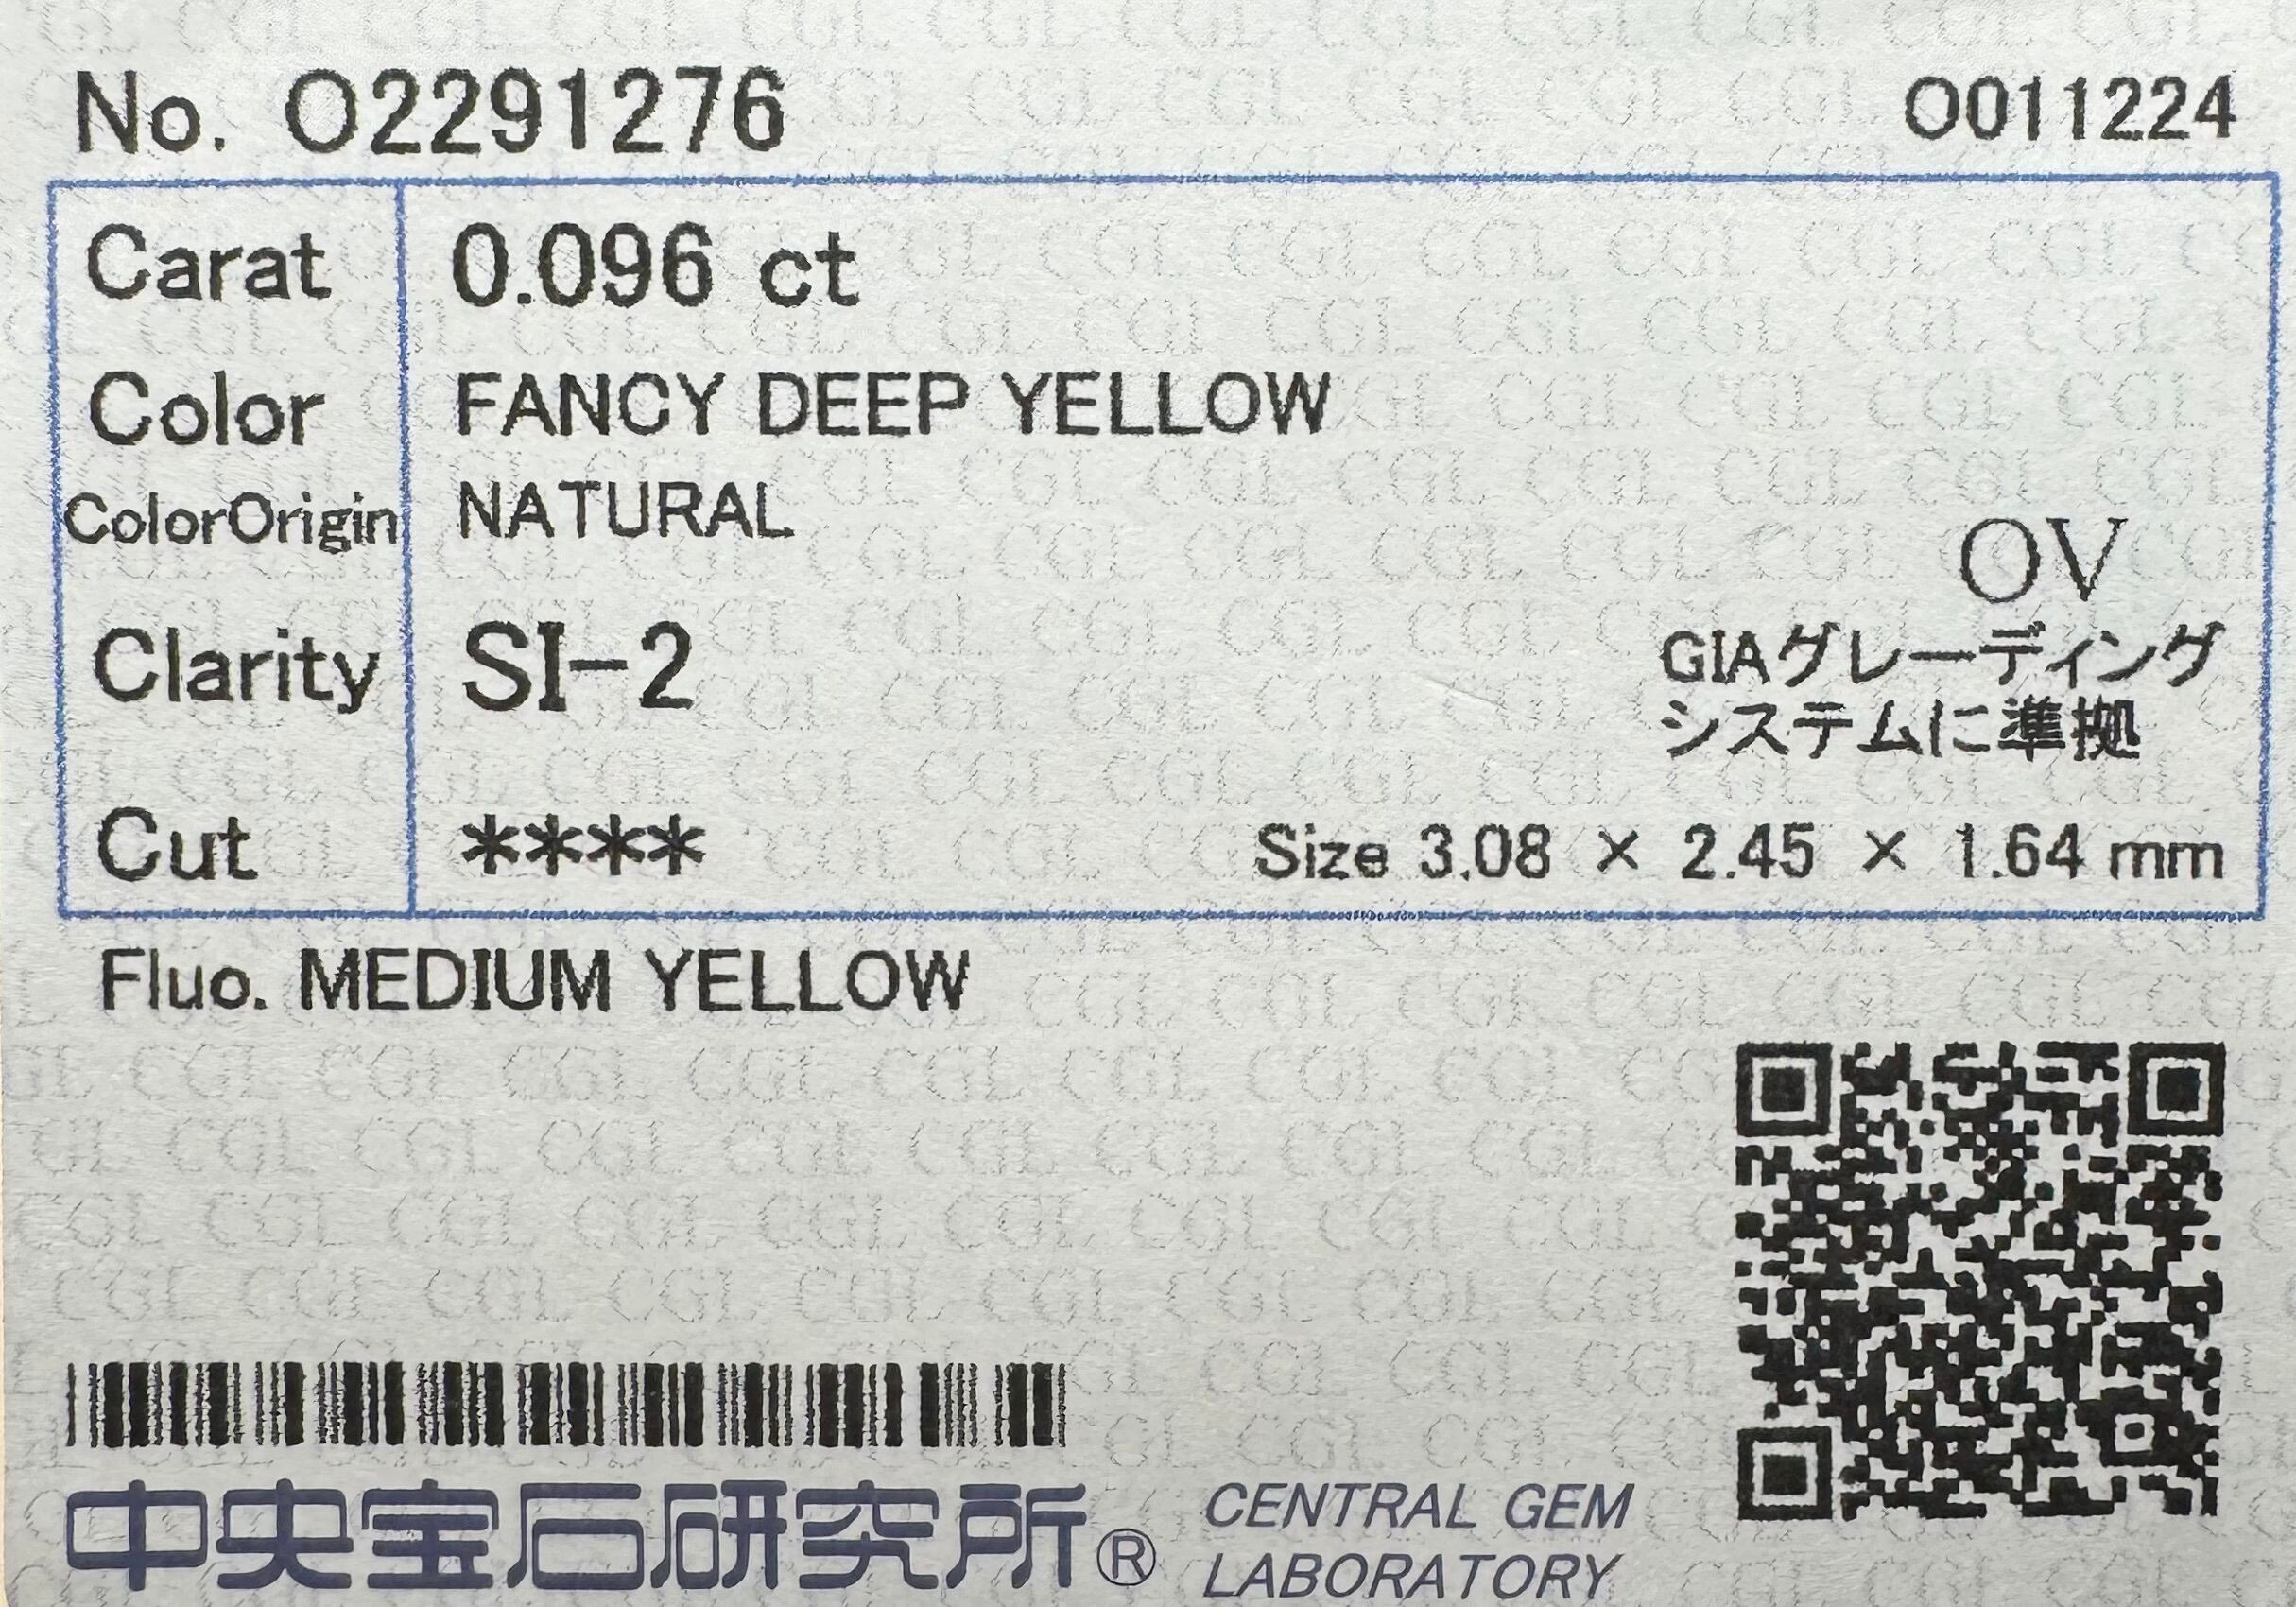 No. O2291276 O011224
Carat 0.096 ct
Color FANCY DEEP YELLOW
ColorOrigin NATURAL
OV
Clarity SI-2
GIAグレーディング
システムに準拠
Cut **** Size 3.08 × 2.45 × 1.64 mm
Fluo. MEDIUM YELLOW
中央宝石研究所® CENTRAL GEM
LABORATORY